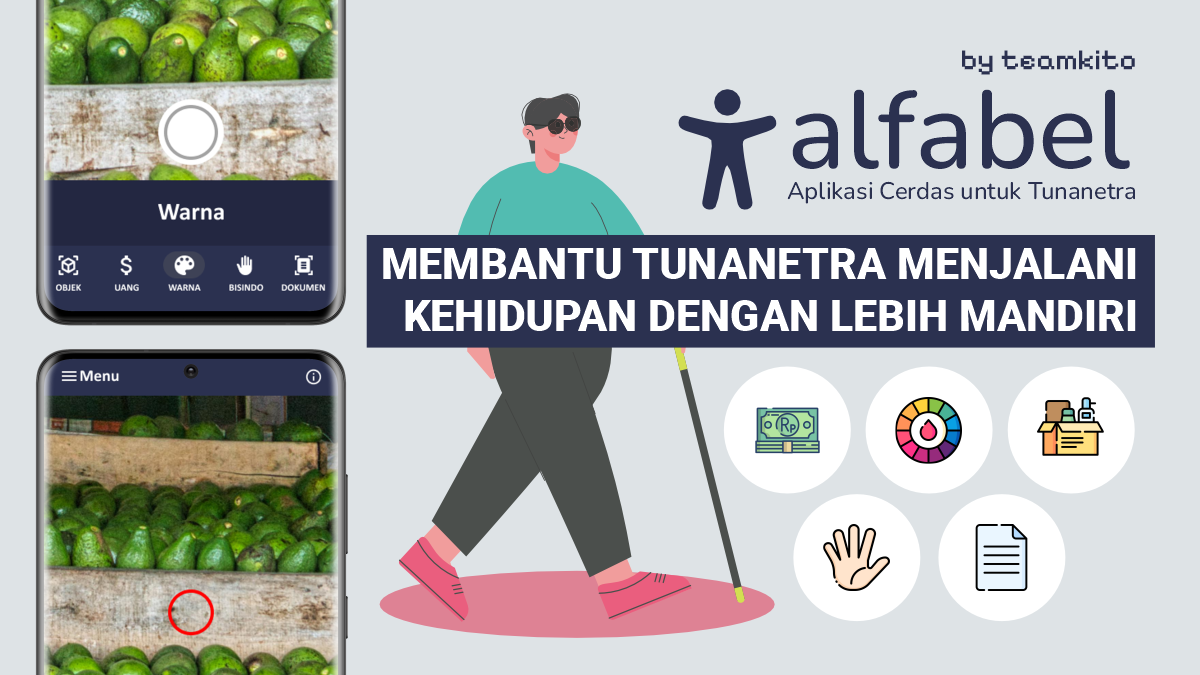 Warna
OBJEK UANG WARNA BISINDO DOKUMEN
Menu
by teamkito
alfabel
Aplikasi Cerdas untuk Tunanetra
MEMBANTU TUNANETRA MENJALANI
KEHIDUPAN DENGAN LEBIH MANDIRI
Rp